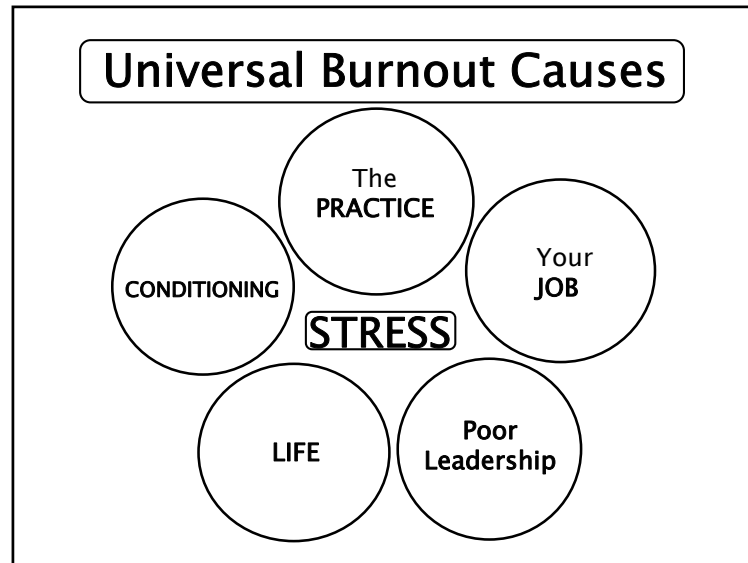 Universal Burnout Causes
The
PRACTICE
Your
JOB
CONDITIONING
STRESS
LIFE
Poor
Leadership